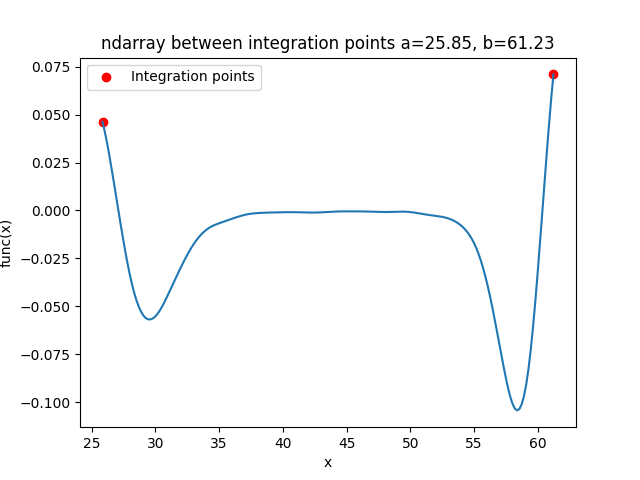 ndarray between integration points a=25.85, b=61.23
Integration points
0.075
0.050
0.025
0.000
−0.025
−0.050
−0.075
−0.100
func(x)
25 30 35 40 45 50 55 60
x